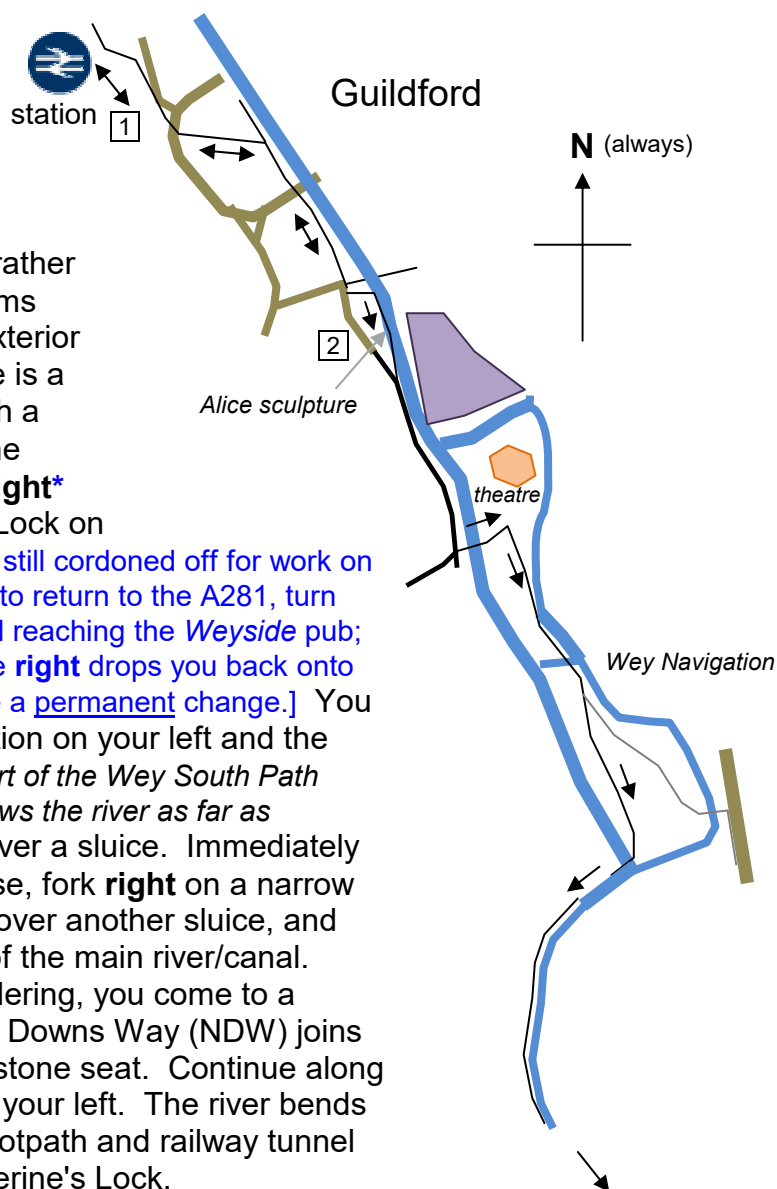 Guildford
station
1
N (always)
2
Alice sculpture
theatre
Wey Navigation
rather
ms
xterior
e is a
h a
he
ght*
Lock on
still cordoned off for work on
to return to the A281, turn
l reaching the Weyside pub;
e right drops you back onto
e a permanent change.] You
tion on your left and the
rt of the Wey South Path
ws the river as far as
ver a sluice. Immediately
se, fork right on a narrow
over another sluice, and
of the main river/canal.
dering, you come to a
Downs Way (NDW) joins
stone seat. Continue along
your left. The river bends
otpath and railway tunnel
erine's Lock.